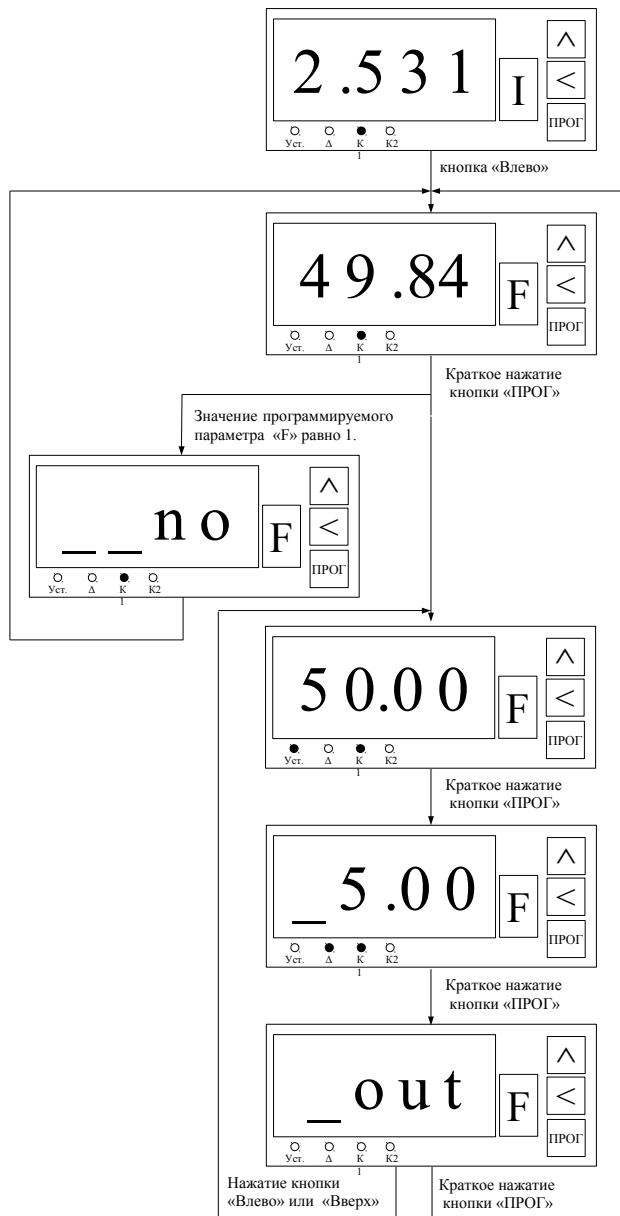 2.531
I
ПРОГ
Уст. Δ К 1 К2
кнопка «Влево»
49.84
F
ПРОГ
Уст. Δ К 1 К2
Краткое нажатие
кнопки «ПРОГ»
Значение программируемого
параметра «F» равно 1.
__no
F
ПРОГ
Уст. Δ К 1 К2
50.00
F
ПРОГ
Уст. Δ К 1 К2
Краткое нажатие
кнопки «ПРОГ»
_5.00
F
ПРОГ
Уст. Δ К 1 К2
Краткое нажатие
кнопки «ПРОГ»
_out
F
ПРОГ
Уст. Δ К 1 К2
Нажатие кнопки
«Влево» или «Вверх»
Краткое нажатие
кнопки «ПРОГ»